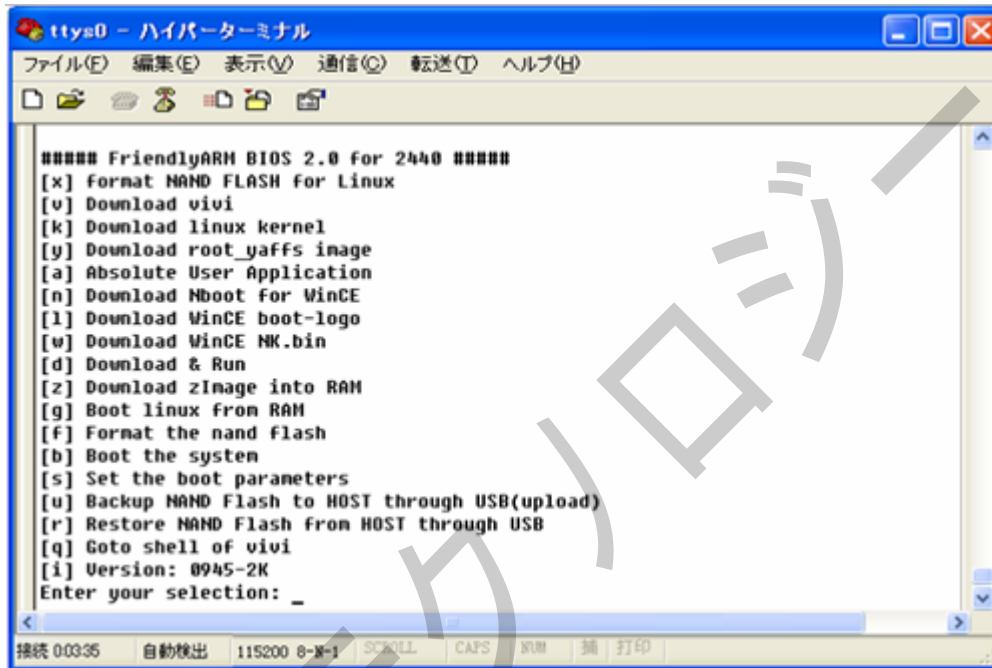 ttys0 - ハイパーターミナル
ファイル(F) 編集(E) 表示(V) 通信(C) 転送(T) ヘルプ(H)
##### FriendlyARM BIOS 2.0 for 2440 #####
[x] format NAND FLASH for Linux
[v] Download vivi
[k] Download linux kernel
[y] Download root_yaffs image
[a] Absolute User Application
[n] Download Nboot for WinCE
[l] Download WinCE boot-logo
[w] Download WinCE NK.bin
[d] Download & Run
[z] Download zImage into RAM
[g] Boot linux from RAM
[f] Format the nand flash
[b] Boot the system
[s] Set the boot parameters
[u] Backup NAND Flash to HOST through USB(upload)
[r] Restore NAND Flash from HOST through USB
[q] Goto shell of vivi
[i] Version: 0945-2K
Enter your selection: _
接続 0:03:35 自動検出 115200 8-N-1 SCROLL CAPS NUM 捕 打印
クノロジー